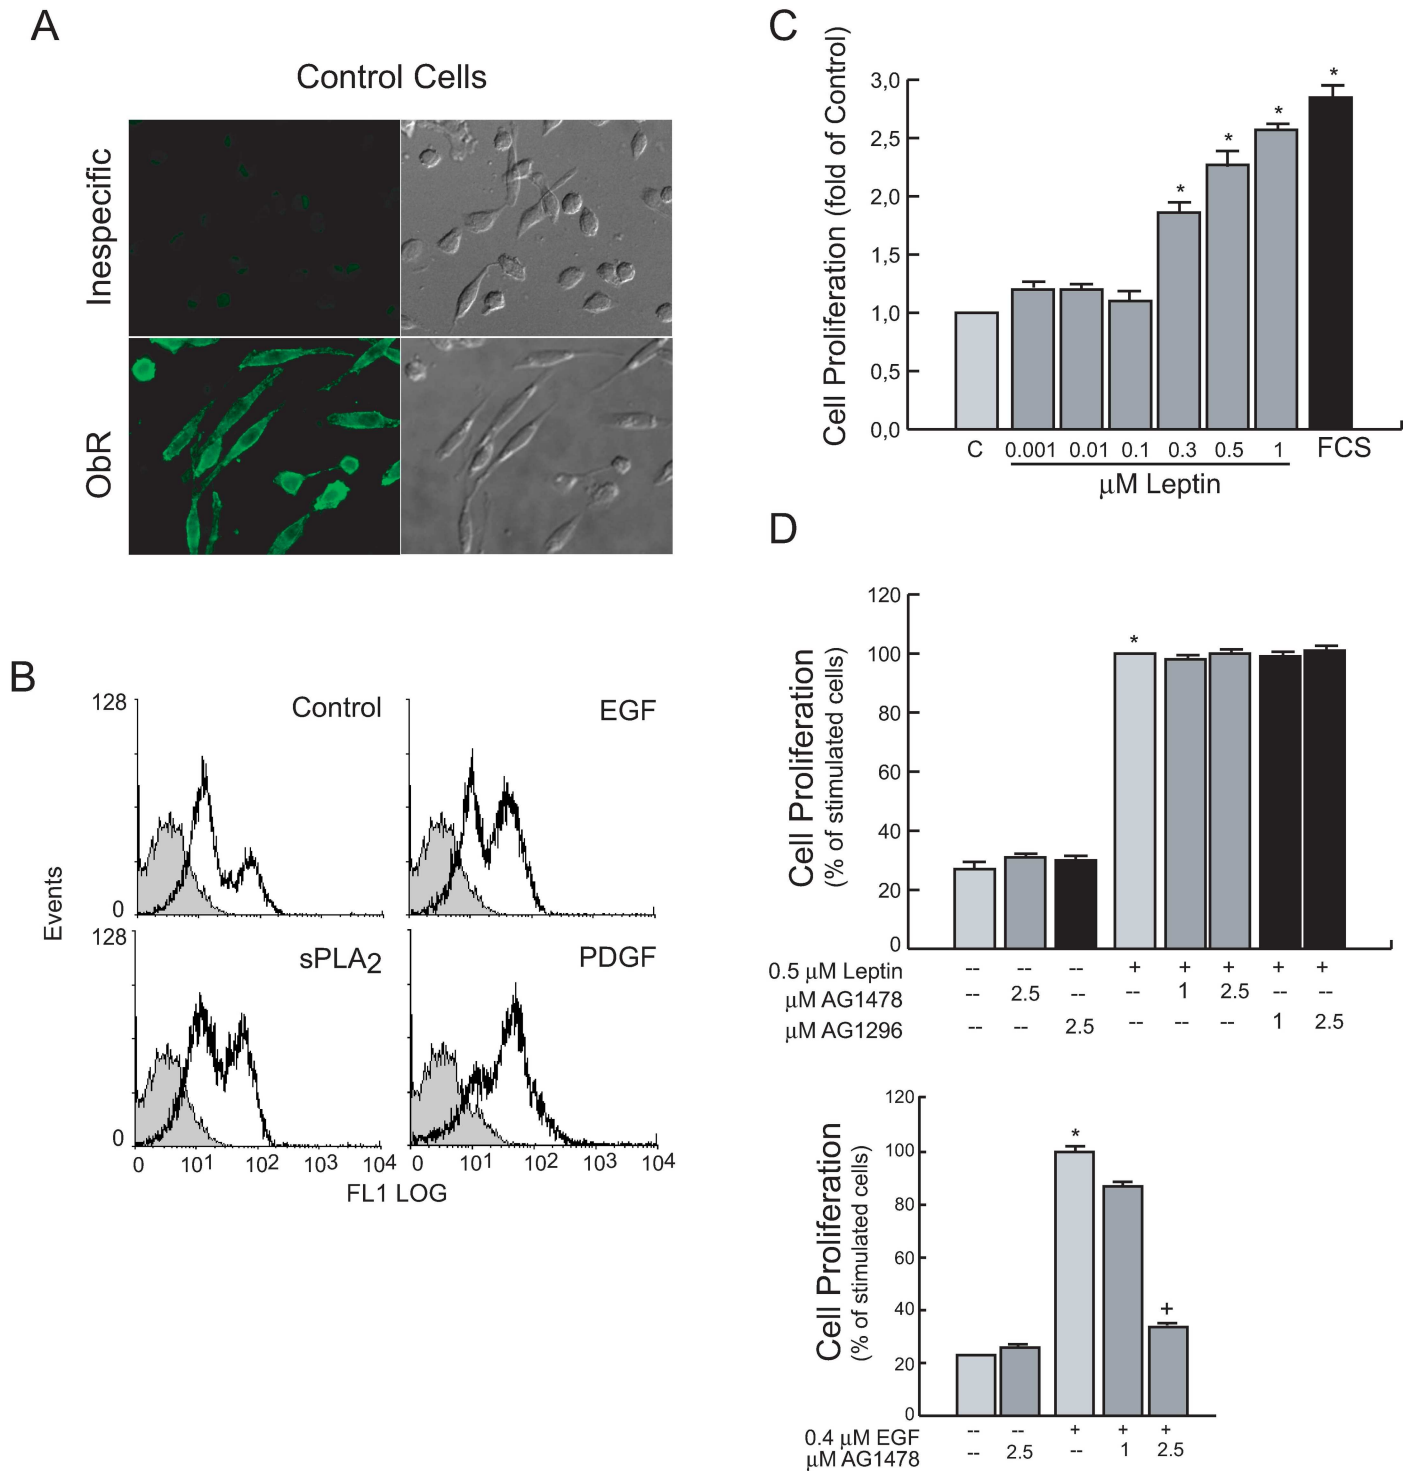 A
Control Cells
Inespecific
ObR
B
Events
128
0
Control
EGF
128
0
sPLA2
PDGF
0 101 102 103 104
0 101 102 103 104
FL1 LOG
C
Cell Proliferation (fold of Control)
3,0
2,5
2,0
1,5
1,0
0,5
0,0
* * * *
C 0.001 0.01 0.1 0.3 0.5 1 FCS
μM Leptin
D
Cell Proliferation
(% of stimulated cells)
120
100
80
60
40
20
0
*
0.5 μM Leptin -- -- -- + + + + +
μM AG1478 -- 2.5 -- -- 1 2.5 -- --
μM AG1296 -- -- 2.5 -- -- -- 1 2.5
Cell Proliferation
(% of stimulated cells)
120
100
80
60
40
20
0
*
+
0.4 μM EGF -- -- + + +
μM AG1478 -- 2.5 -- 1 2.5